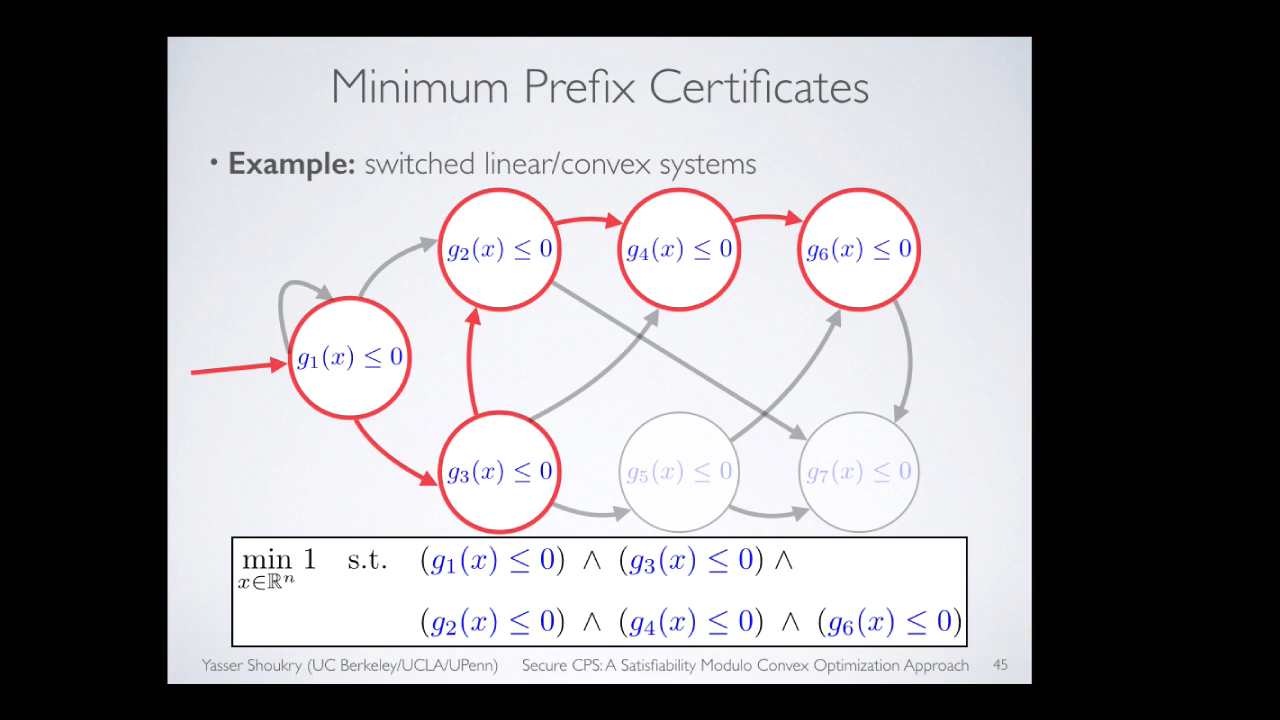 Minimum Prefix Certificates
• Example: switched linear/convex systems
g₂(x) ≤ 0
g₄(x) ≤ 0
g₆(x) ≤ 0
g₁(x) ≤ 0
g₃(x) ≤ 0
g₅(x) ≤ 0
g₇(x) ≤ 0
min 1 s.t. (g₁(x) ≤ 0) ∧ (g₃(x) ≤ 0) ∧
x∈ℝⁿ
(g₂(x) ≤ 0) ∧ (g₄(x) ≤ 0) ∧ (g₆(x) ≤ 0)
Yasser Shoukry (UC Berkeley/UCLA/UPenn) Secure CPS: A Satisfiability Modulo Convex Optimization Approach 45